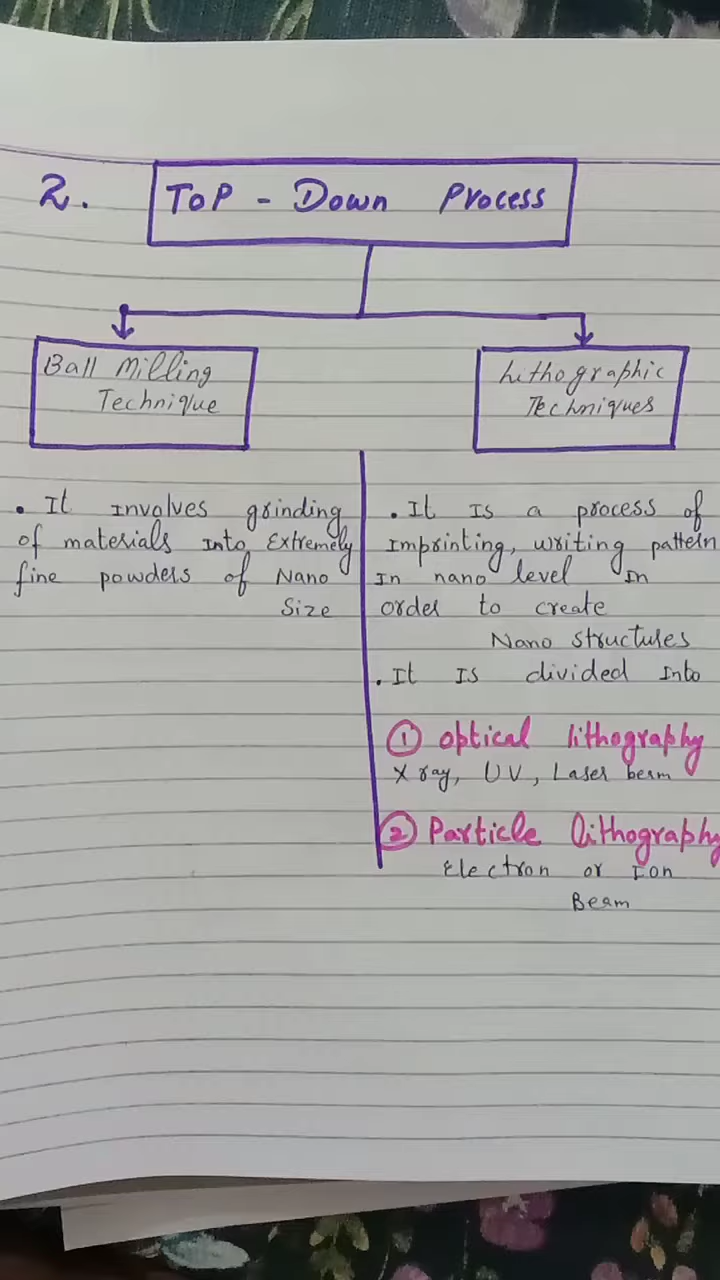 2. ToP - Down Process
Ball Milling
Technique
Lithographic
Techniques
• It Involves grinding
of materials Into Extremely
fine powders of Nano
Size
• It Is a process of
Imprinting, writing pattern
In nano level In
order to create
Nano structures
• It Is divided Into
① optical lithography
X ray, UV, Laser beam
② Particle lithography
Electron or Ion
Beam